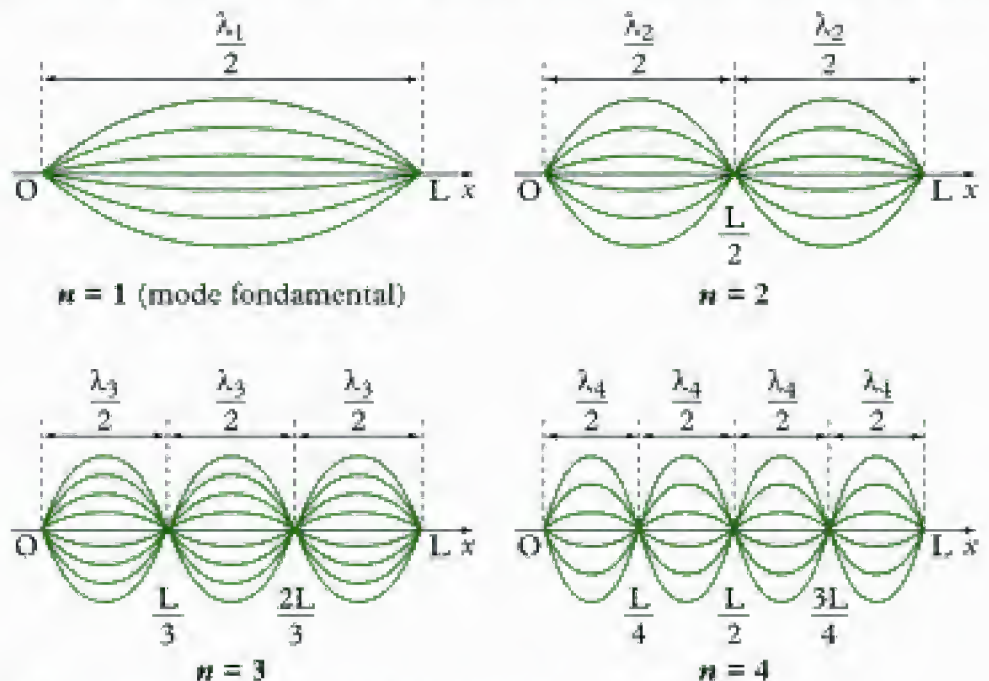 λ₁/2
O L x
n = 1 (mode fondamental)
λ₂/2 λ₂/2
O L/2 L x
n = 2
λ₃/2 λ₃/2 λ₃/2
O L/3 2L/3 L x
n = 3
λ₄/2 λ₄/2 λ₄/2 λ₄/2
O L/4 L/2 3L/4 L x
n = 4